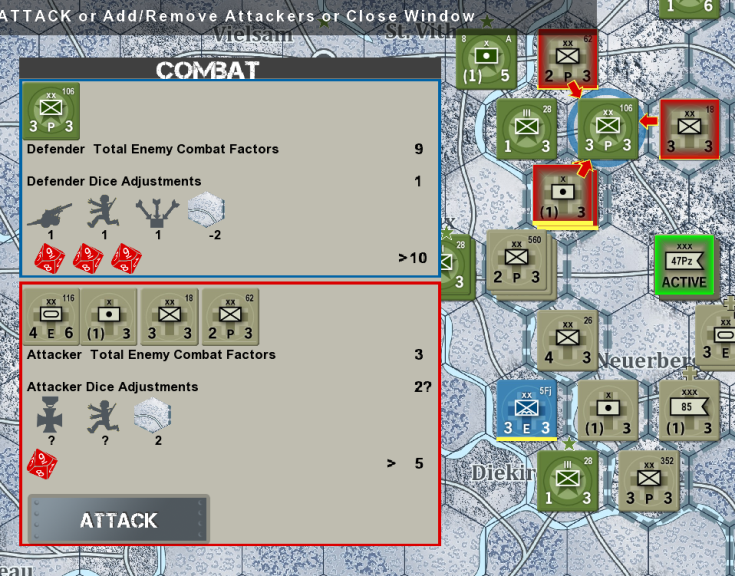 ATTACK or Add/Remove Attackers or Close Window
Vielsam
St. Vith
COMBAT
xx 106
3 P 3
Defender Total Enemy Combat Factors 9
Defender Dice Adjustments 1
1 1 1 -2
>10
xx 116
4 E 6
x
(1) 3
xx 18
3 3
xx 62
2 P 3
Attacker Total Enemy Combat Factors 3
Attacker Dice Adjustments 2?
? ? 2
> 5
ATTACK
1 6
8 x A
(1) 5
xx 62
2 P 3
III 28
1 3
xx 106
3 P 3
xx 18
3 3
x
(1) 3
28
3
xx 560
2 P 3
xxx
47Pz
ACTIVE
xx 26
4 3
Neuerber
xx
3 E
xx 5Fj
3 E 3
x
(1) 3
xx
85
(1) 3
Diekir
III 28
1 3
xx 352
3 P 3
eau